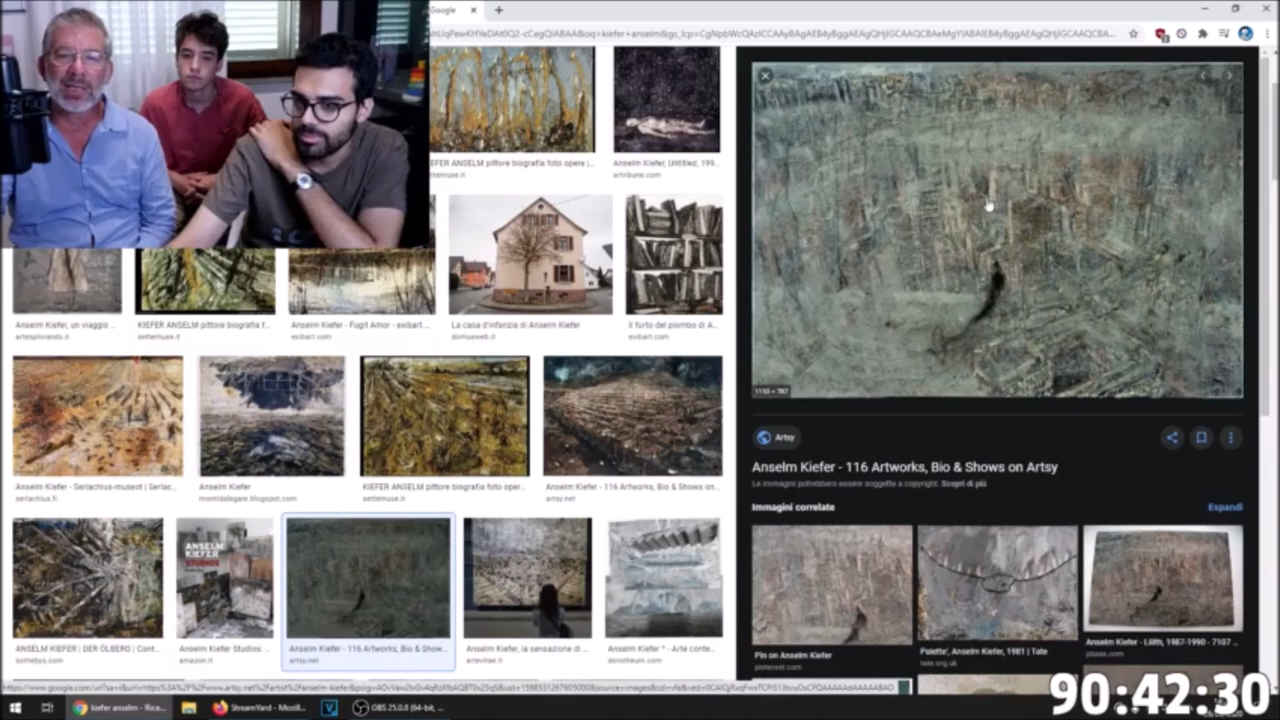 Google
KIEFER ANSELM pittore biografia foto opere |...
settemuse.it
Anselm Kiefer, Untitled, 199...
artribune.com
Anselm Kiefer, un viaggio ...
artesplorando.it
KIEFER ANSELM pittore biografia f...
settemuse.it
Anselm Kiefer - Fugit Amor - exibart....
exibart.com
La casa d'infanzia di Anselm Kiefer
domusweb.it
Il furto del piombo di A...
exibart.com
Anselm Kiefer - Serlachius-museot | Serlac...
serlachius.fi
Anselm Kiefer
KIEFER ANSELM pittore biografia foto oper...
settemuse.it
Anselm Kiefer - 116 Artworks, Bio & Shows on...
artsy.net
ANSELM KIEFER STUDIOS
ANSELM KIEFER | DER ÖLBERG | Cont...
sothebys.com
Anselm Kiefer Studios: ...
amazon.it
Anselm Kiefer - 116 Artworks, Bio & Show...
artsy.net
Anselm Kiefer, la sensazione di ...
artevitae.it
Anselm Kiefer * - Arte conte...
dorotheum.com
Artsy
Anselm Kiefer - 116 Artworks, Bio & Shows on Artsy
Le immagini potrebbero essere soggette a copyright. Scopri di più
Immagini correlate
Espandi
Pin on Anselm Kiefer
pinterest.com
Palette', Anselm Kiefer, 1981 | Tate
tate.org.uk
Anselm Kiefer - Lilith, 1987-1990 - 7107 ...
pbase.com
kiefer anselm - Rice...
StreamYard - Mozill...
OBS 25.0.8 (64-bit, ...
90:42:30